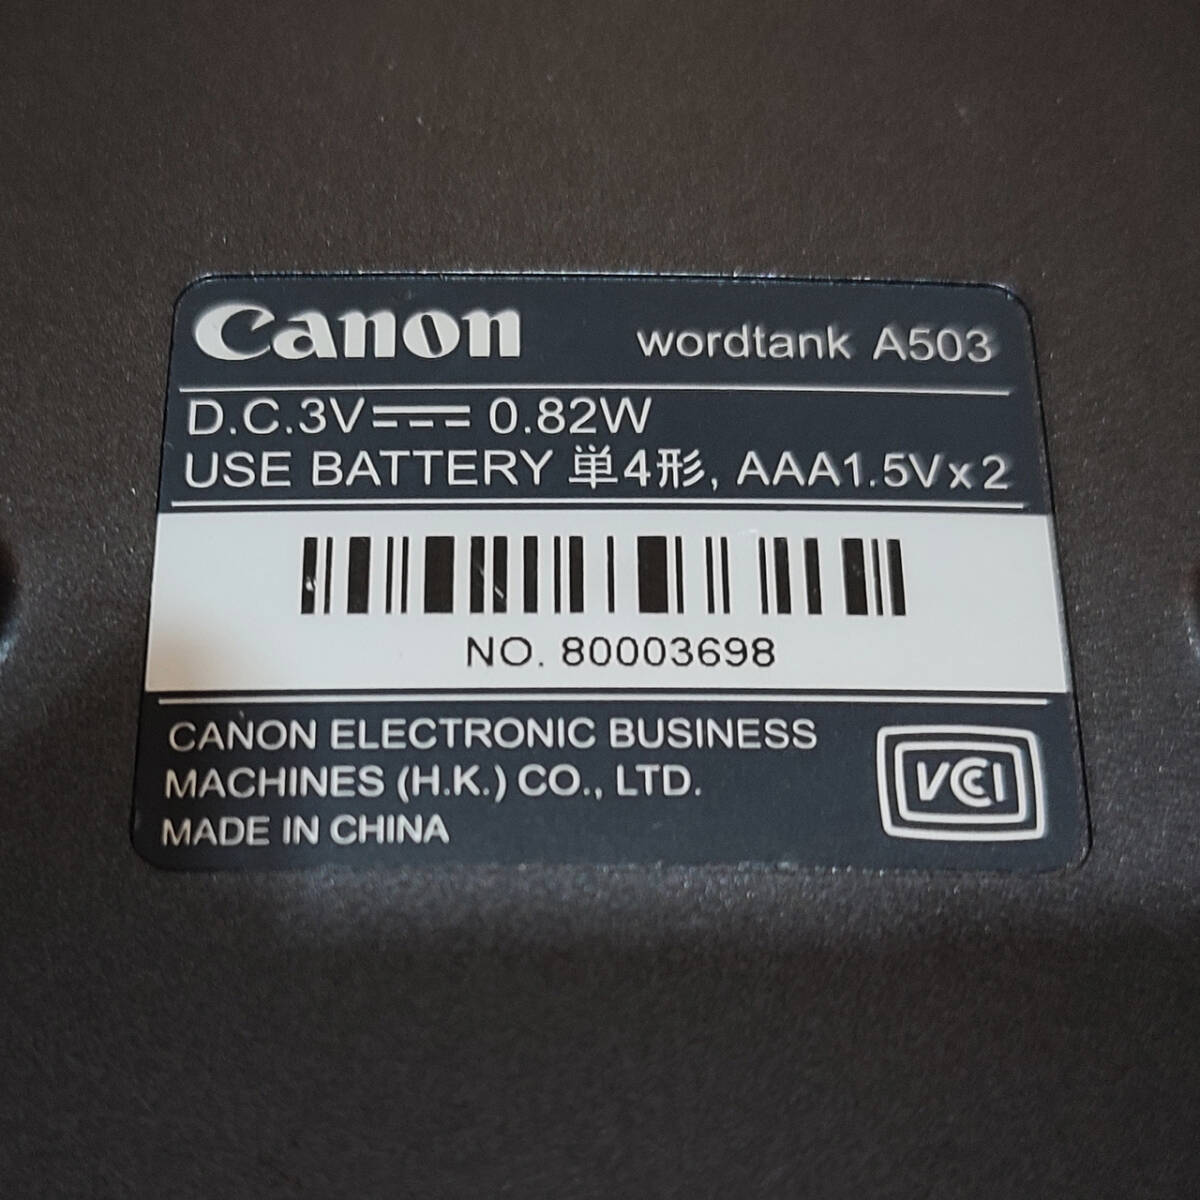 Canon wordtank A503
D.C.3V⎓ 0.82W
USE BATTERY 単4形, AAA1.5V x 2
NO. 80003698
CANON ELECTRONIC BUSINESS
MACHINES (H.K.) CO., LTD.
MADE IN CHINA
VCCI